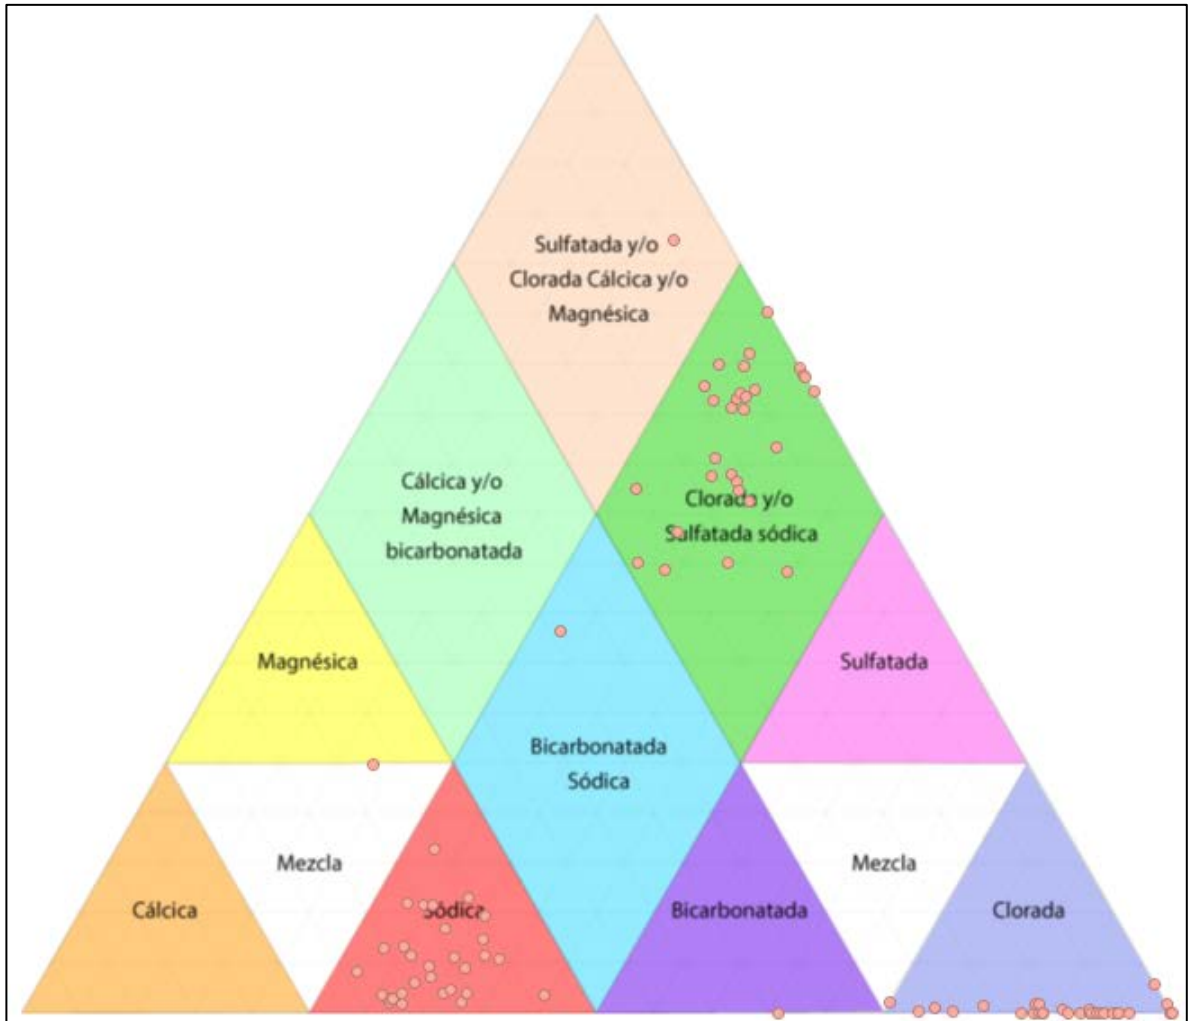 Sulfatada y/o
Clorada Cálcica y/o
Magnésica
Cálcica y/o
Magnésica
bicarbonatada
Clorada y/o
Sulfatada sódica
Magnésica
Sulfatada
Bicarbonatada
Sódica
Mezcla
Mezcla
Cálcica
Sódica
Bicarbonatada
Clorada